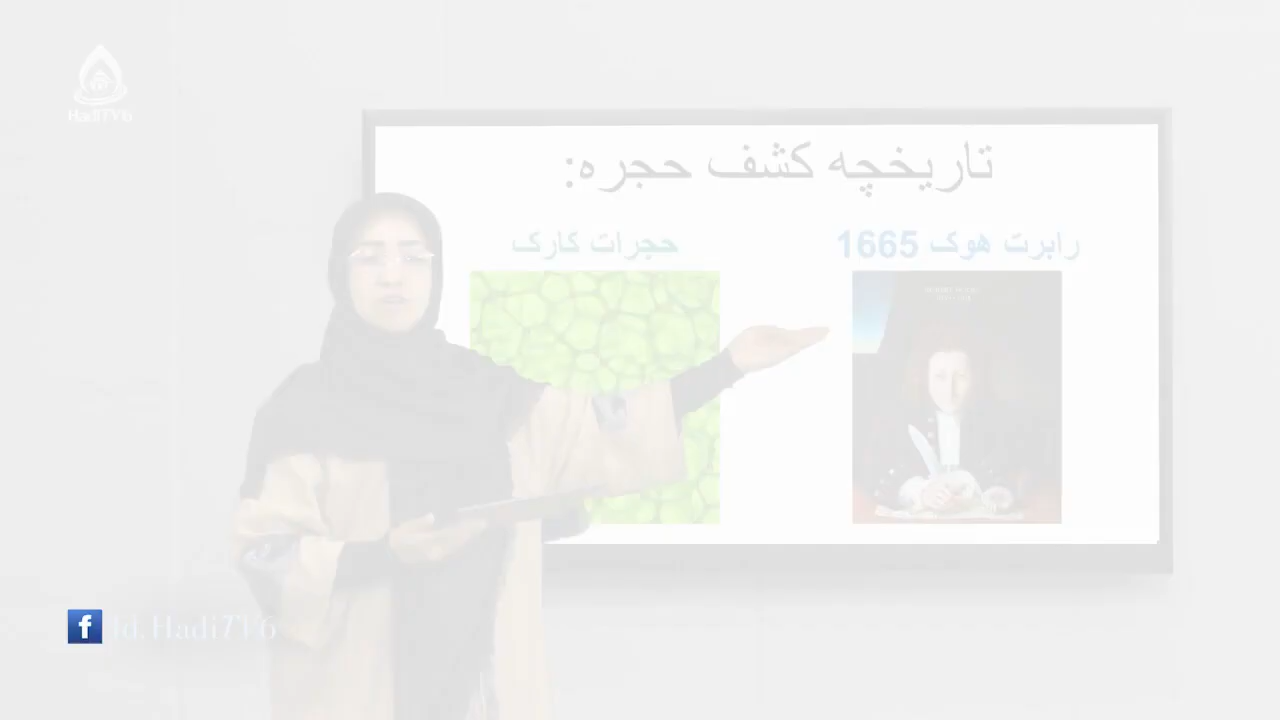 HadiTV6
تاریخچه کشف حجره:
رابرت هوک 1665
حجرات کارک
Id. HadiTV6